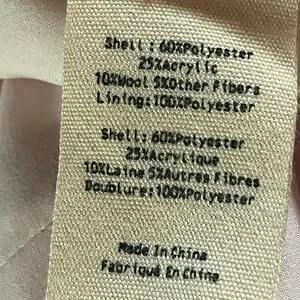 Shell: 60%Polyester
25%Acrylic
10%Wool 5%Other Fibers
Lining:100%Polyester
Shell: 60%Polyester
25%Acrylique
10%Laine 5%Autres Fibres
Doublure:100%Polyester
Made In China
Fabriqué En China